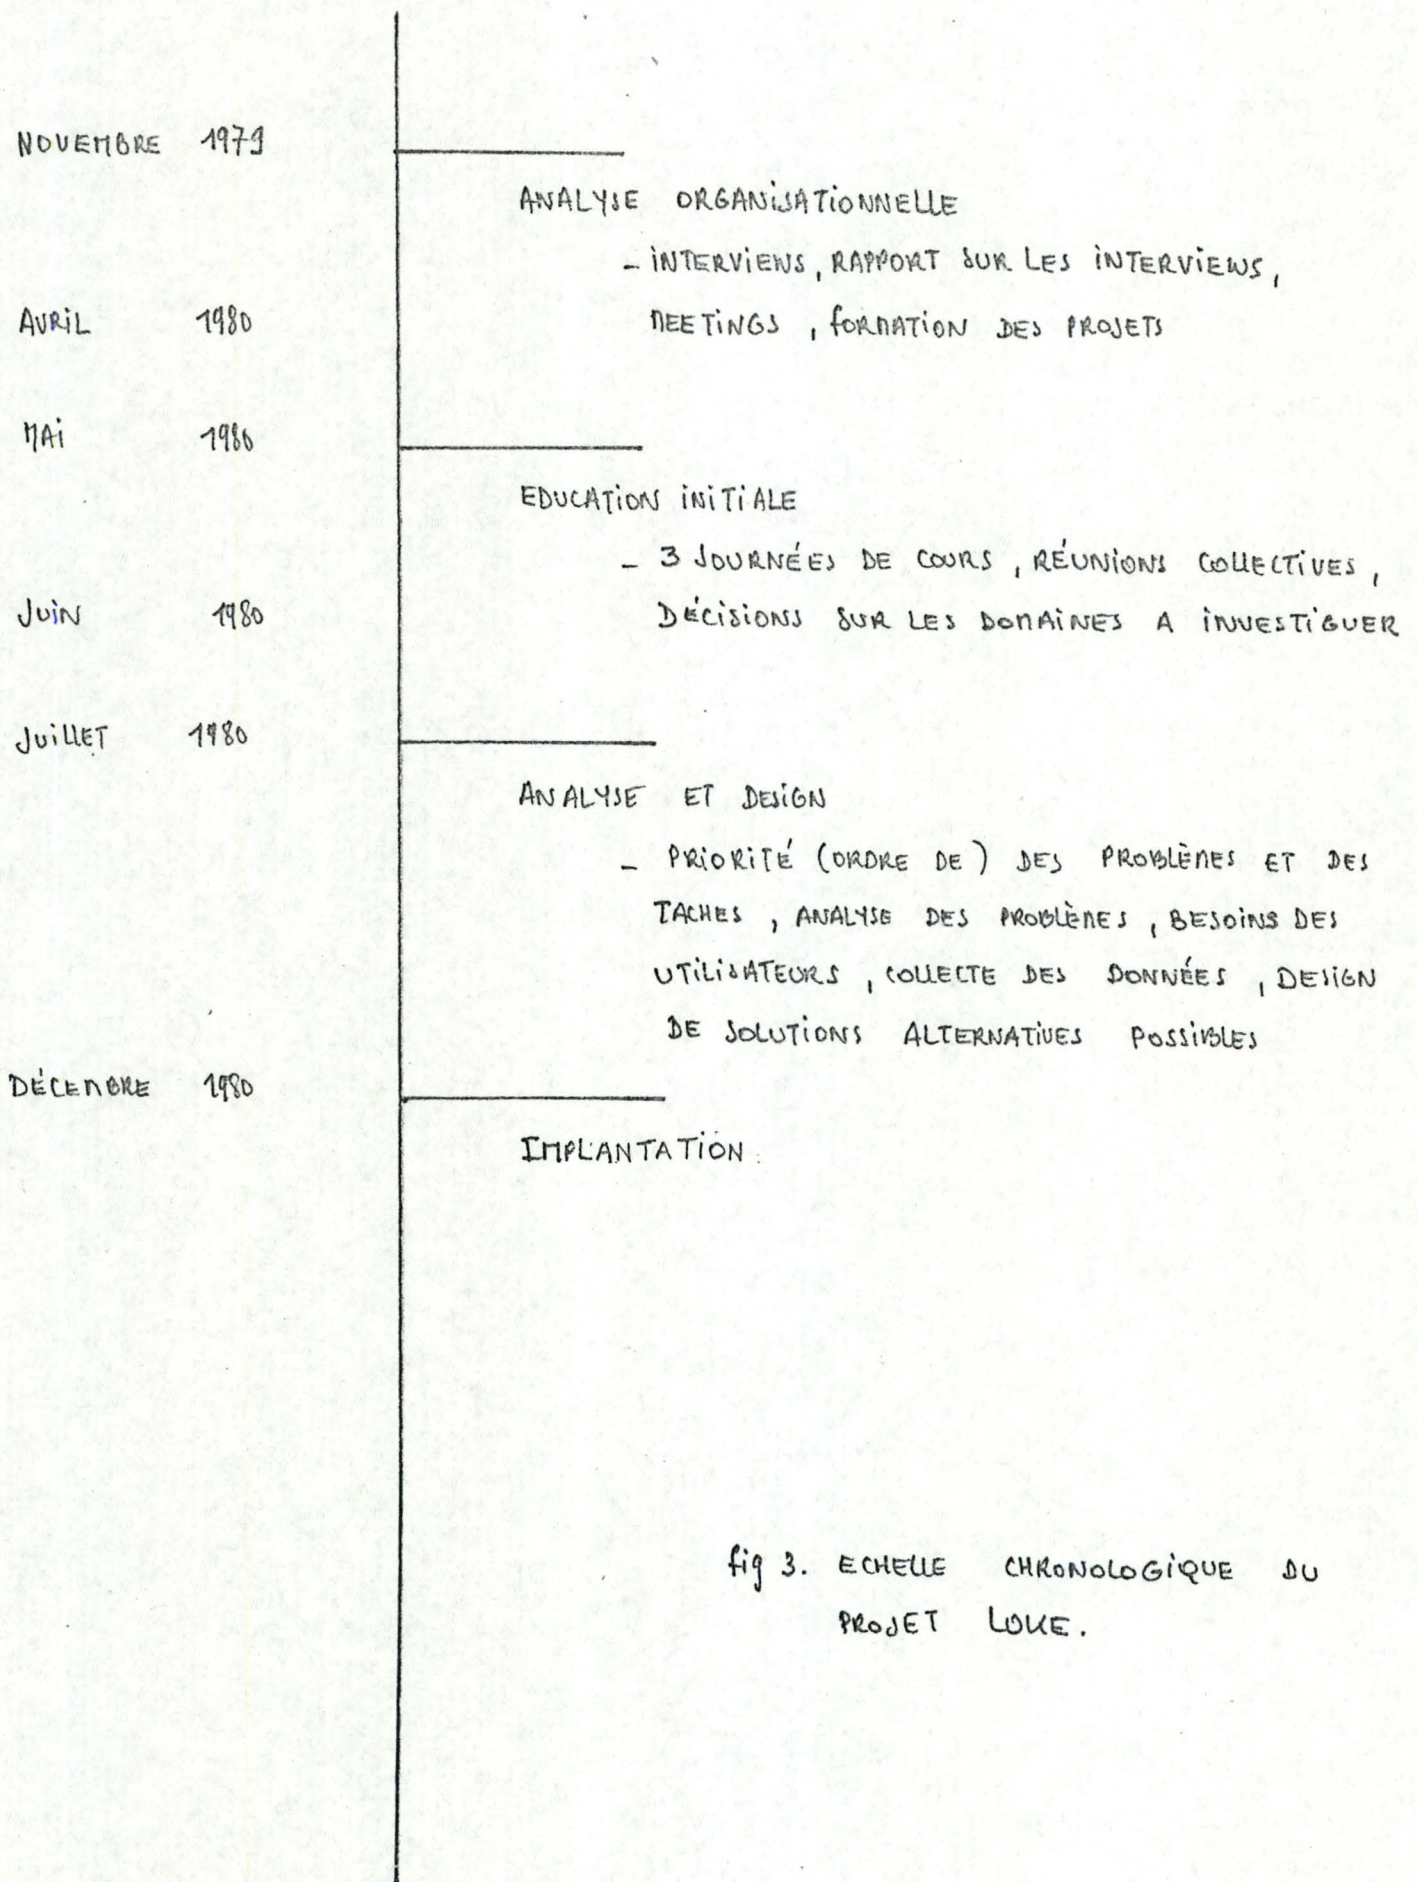 NOVEMBRE 1979
ANALYSE ORGANISATIONNELLE
- INTERVIEWS, RAPPORT SUR LES INTERVIEWS,
AVRIL 1980
MEETINGS, FORMATION DES PROJETS
MAI 1980
EDUCATION INITIALE
- 3 JOURNÉES DE COURS, RÉUNIONS COLLECTIVES,
JUIN 1980
DÉCISIONS SUR LES DOMAINES A INVESTIGUER
JUILLET 1980
ANALYSE ET DESIGN
- PRIORITÉ (ORDRE DE) DES PROBLÈMES ET DES
TACHES, ANALYSE DES PROBLÈMES, BESOINS DES
UTILISATEURS, COLLECTE DES DONNÉES, DESIGN
DE SOLUTIONS ALTERNATIVES POSSIBLES
DÉCEMBRE 1980
IMPLANTATION
fig 3. ECHELLE CHRONOLOGIQUE DU
PROJET LOKE.